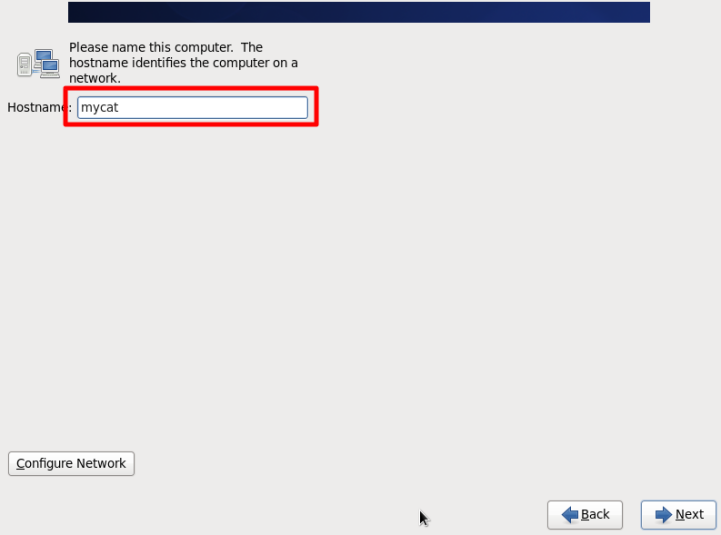 Please name this computer.  The
hostname identifies the computer on a
network.
Hostname: mycat
Configure Network
Back Next